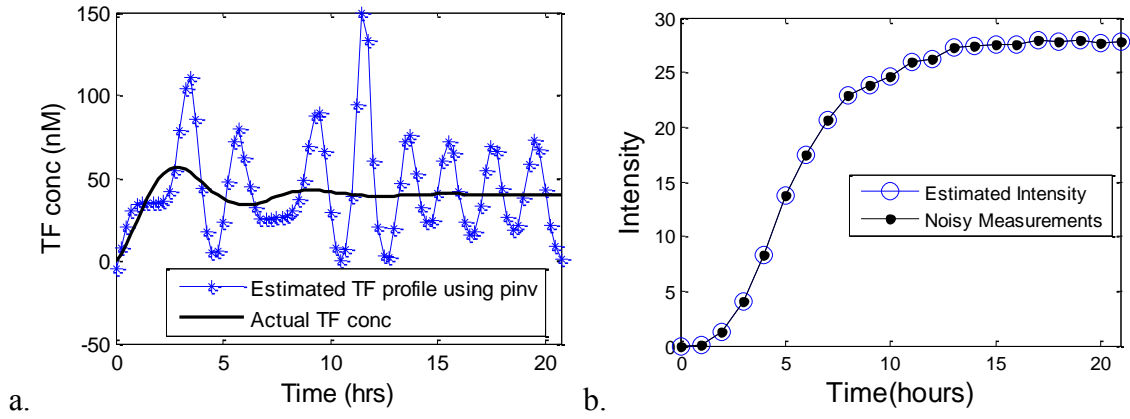 150
100
50
0
-50
TF conc (nM)
Estimated TF profile using pinv
Actual TF conc
0 5 10 15 20
Time (hrs)
a.
30
25
20
15
10
5
0
Intensity
Estimated Intensity
Noisy Measurements
0 5 10 15 20
Time(hours)
b.